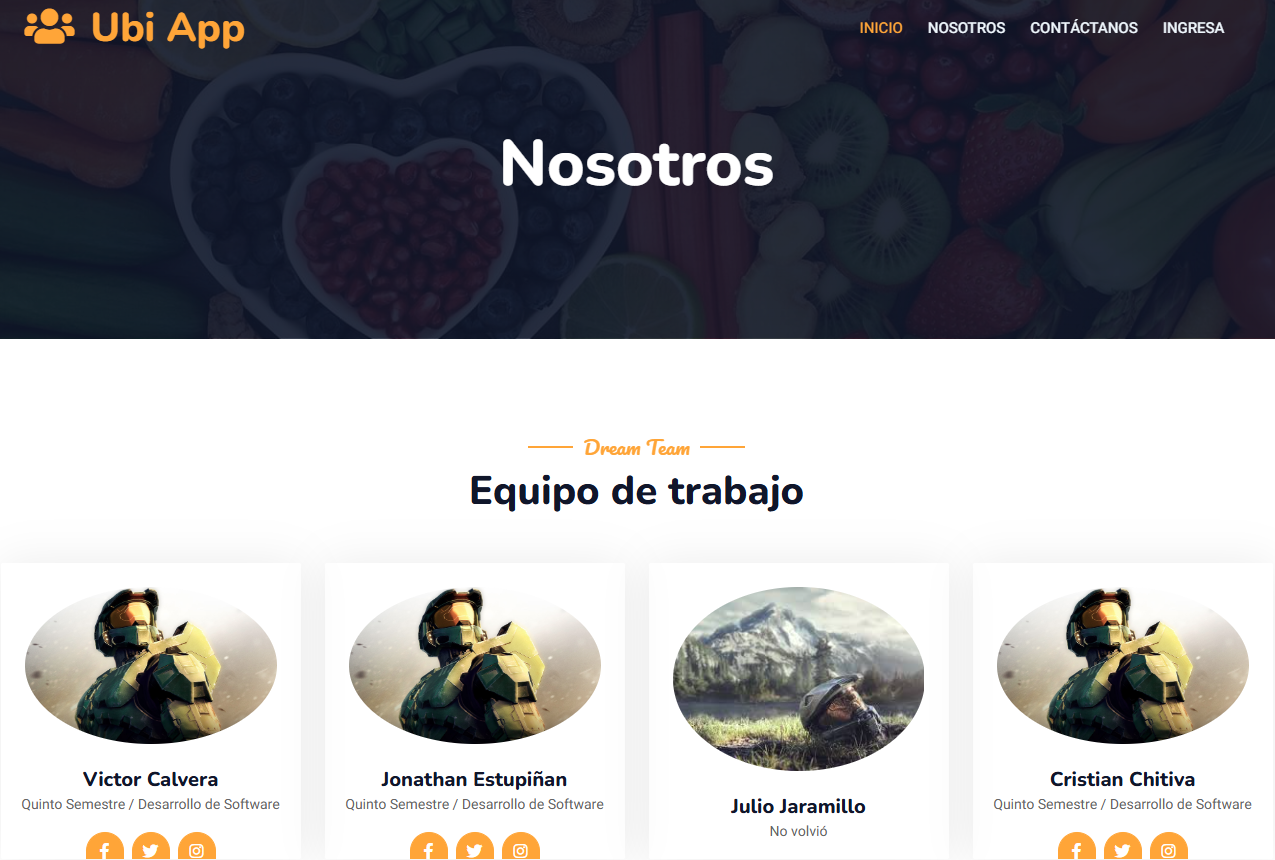 Ubi App
INICIO NOSOTROS CONTÁCTANOS INGRESA
Nosotros
Dream Team
Equipo de trabajo
Victor Calvera
Quinto Semestre / Desarrollo de Software
Jonathan Estupiñan
Quinto Semestre / Desarrollo de Software
Julio Jaramillo
No volvió
Cristian Chitiva
Quinto Semestre / Desarrollo de Software